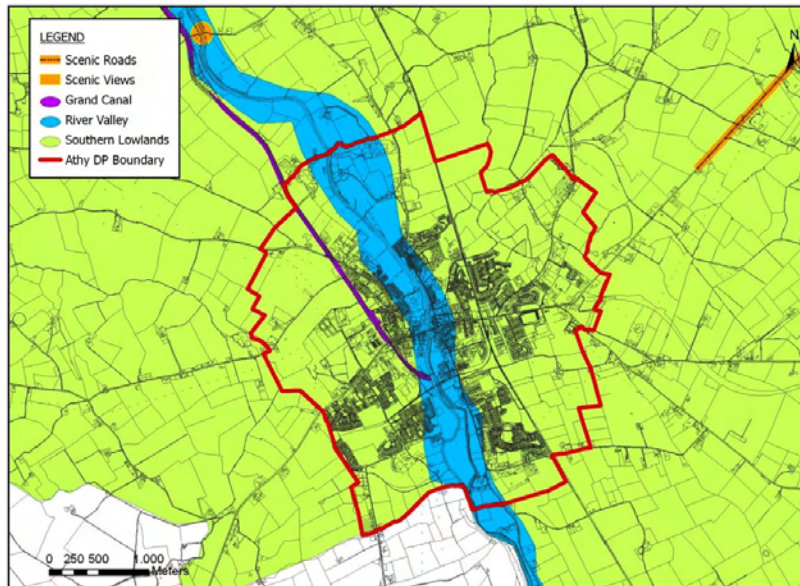 LEGEND
Scenic Roads
Scenic Views
Grand Canal
River Valley
Southern Lowlands
Athy DP Boundary
N
0 250 500 1,000
Meters